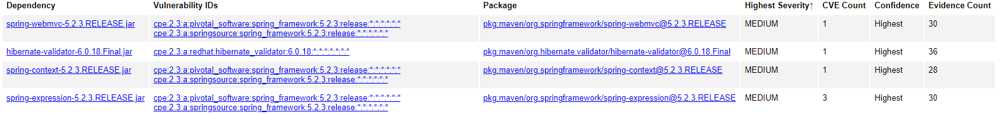 Dependency Vulnerability IDs Package Highest Severity↑ CVE Count Confidence Evidence Count
spring-webmvc-5.2.3.RELEASE.jar cpe:2.3:a:pivotal_software:spring_framework:5.2.3:release:*:*:*:*:*:* pkg:maven/org.springframework/spring-webmvc@5.2.3.RELEASE MEDIUM 1 Highest 30
cpe:2.3:a:springsource:spring_framework:5.2.3:release:*:*:*:*:*:*
hibernate-validator-6.0.18.Final.jar cpe:2.3:a:redhat:hibernate_validator:6.0.18:*:*:*:*:*:*:* pkg:maven/org.hibernate.validator/hibernate-validator@6.0.18.Final MEDIUM 1 Highest 36
spring-context-5.2.3.RELEASE.jar cpe:2.3:a:pivotal_software:spring_framework:5.2.3:release:*:*:*:*:*:* pkg:maven/org.springframework/spring-context@5.2.3.RELEASE MEDIUM 1 Highest 28
cpe:2.3:a:springsource:spring_framework:5.2.3:release:*:*:*:*:*:*
spring-expression-5.2.3.RELEASE.jar cpe:2.3:a:pivotal_software:spring_framework:5.2.3:release:*:*:*:*:*:* pkg:maven/org.springframework/spring-expression@5.2.3.RELEASE MEDIUM 3 Highest 30
cpe:2.3:a:springsource:spring_framework:5.2.3:release:*:*:*:*:*:*